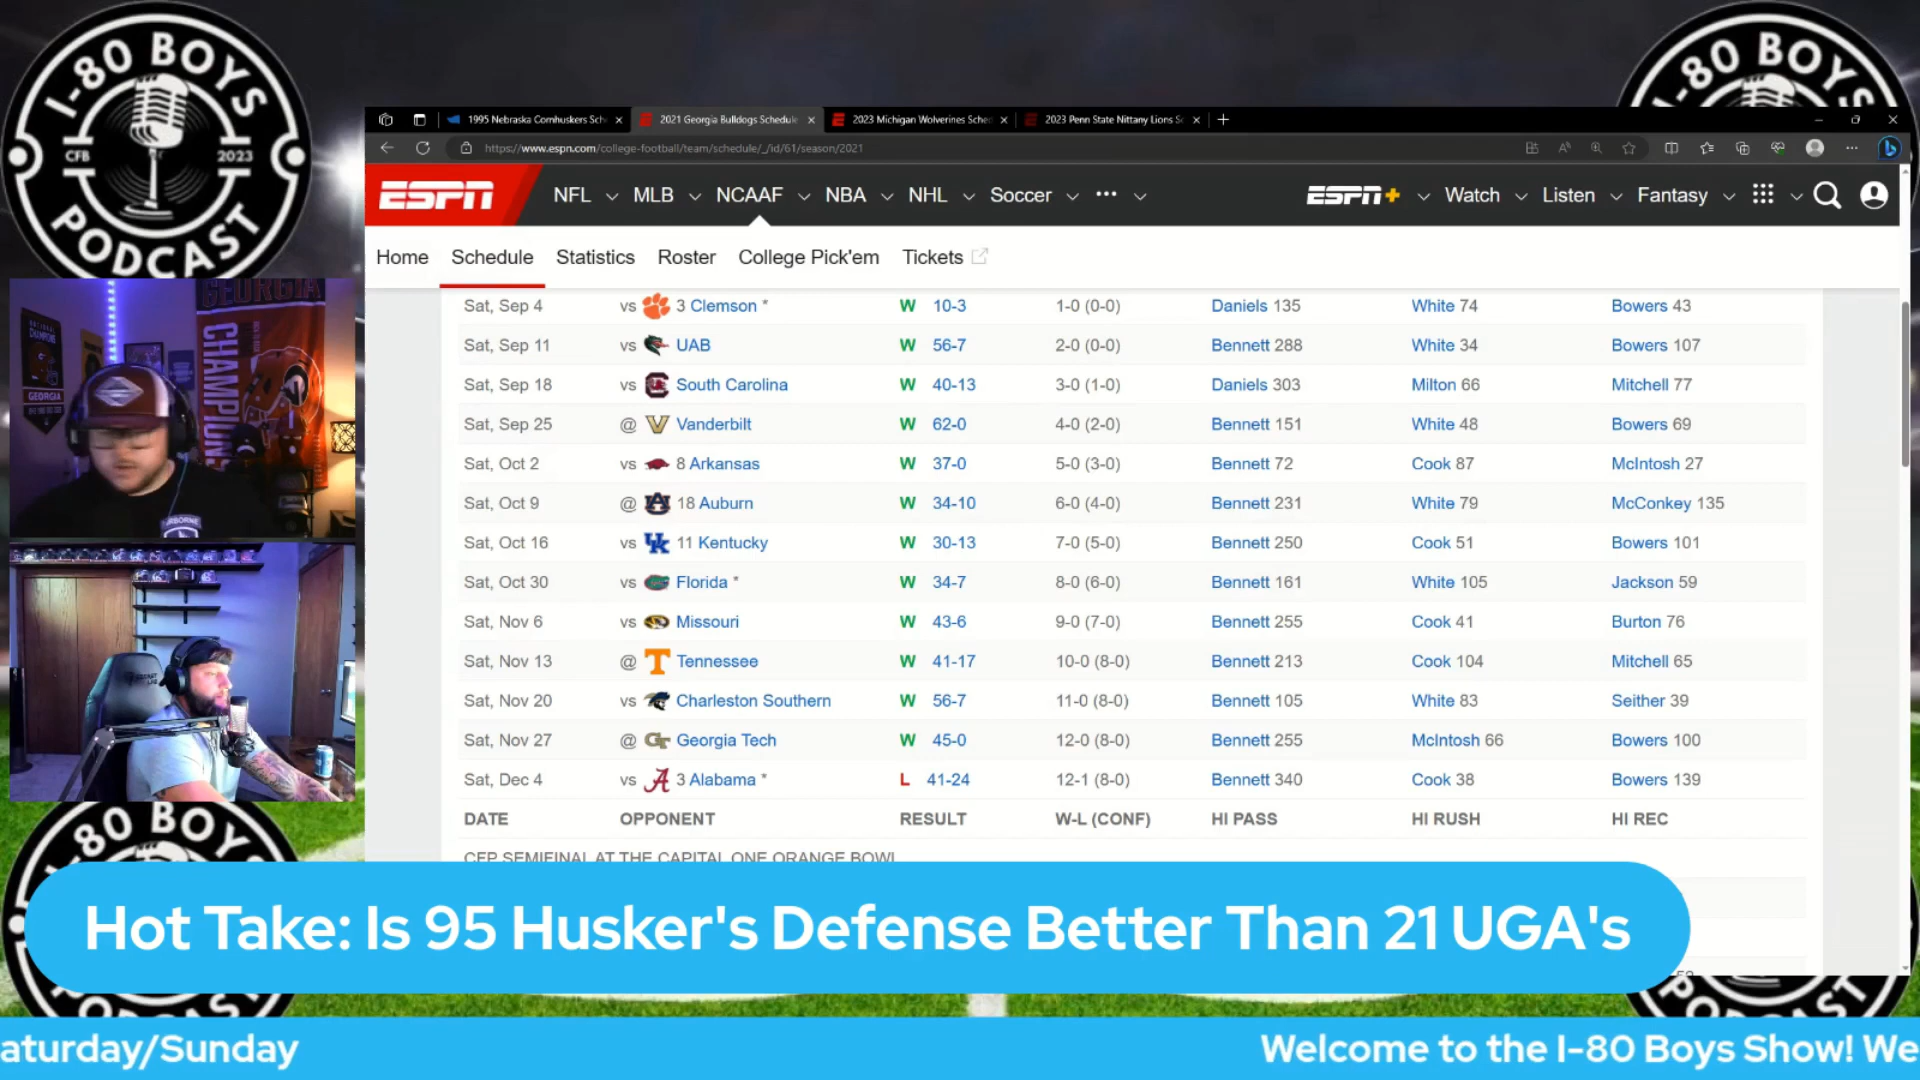 I-80 BOYS
CFB 2023
PODCAST
-80 BOYS
1995 Nebraska Cornhuskers Sch
2021 Georgia Bulldogs Schedule
2023 Michigan Wolverines Sched
2023 Penn State Nittany Lions Sc
https://www.espn.com/college-football/team/schedule/_/id/61/season/2021
ESPN NFL MLB NCAAF NBA NHL Soccer ••• ESPN+ Watch Listen Fantasy
Home Schedule Statistics Roster College Pick'em Tickets
Sat, Sep 4 vs 3 Clemson * W 10-3 1-0 (0-0) Daniels 135 White 74 Bowers 43
Sat, Sep 11 vs UAB W 56-7 2-0 (0-0) Bennett 288 White 34 Bowers 107
Sat, Sep 18 vs South Carolina W 40-13 3-0 (1-0) Daniels 303 Milton 66 Mitchell 77
Sat, Sep 25 @ Vanderbilt W 62-0 4-0 (2-0) Bennett 151 White 48 Bowers 69
Sat, Oct 2 vs 8 Arkansas W 37-0 5-0 (3-0) Bennett 72 Cook 87 McIntosh 27
Sat, Oct 9 @ 18 Auburn W 34-10 6-0 (4-0) Bennett 231 White 79 McConkey 135
Sat, Oct 16 vs 11 Kentucky W 30-13 7-0 (5-0) Bennett 250 Cook 51 Bowers 101
Sat, Oct 30 vs Florida * W 34-7 8-0 (6-0) Bennett 161 White 105 Jackson 59
Sat, Nov 6 vs Missouri W 43-6 9-0 (7-0) Bennett 255 Cook 41 Burton 76
Sat, Nov 13 @ Tennessee W 41-17 10-0 (8-0) Bennett 213 Cook 104 Mitchell 65
Sat, Nov 20 vs Charleston Southern W 56-7 11-0 (8-0) Bennett 105 White 83 Seither 39
Sat, Nov 27 @ Georgia Tech W 45-0 12-0 (8-0) Bennett 255 McIntosh 66 Bowers 100
Sat, Dec 4 vs 3 Alabama * L 41-24 12-1 (8-0) Bennett 340 Cook 38 Bowers 139
DATE OPPONENT RESULT W-L (CONF) HI PASS HI RUSH HI REC
CFP SEMIFINAL AT THE CAPITAL ONE ORANGE BOWL
GEORGIA
CHAMPIONS
GEORGIA
-80 BOYS
Hot Take: Is 95 Husker's Defense Better Than 21 UGA's
PODCAS
aturday/Sunday
Welcome to the I-80 Boys Show! We